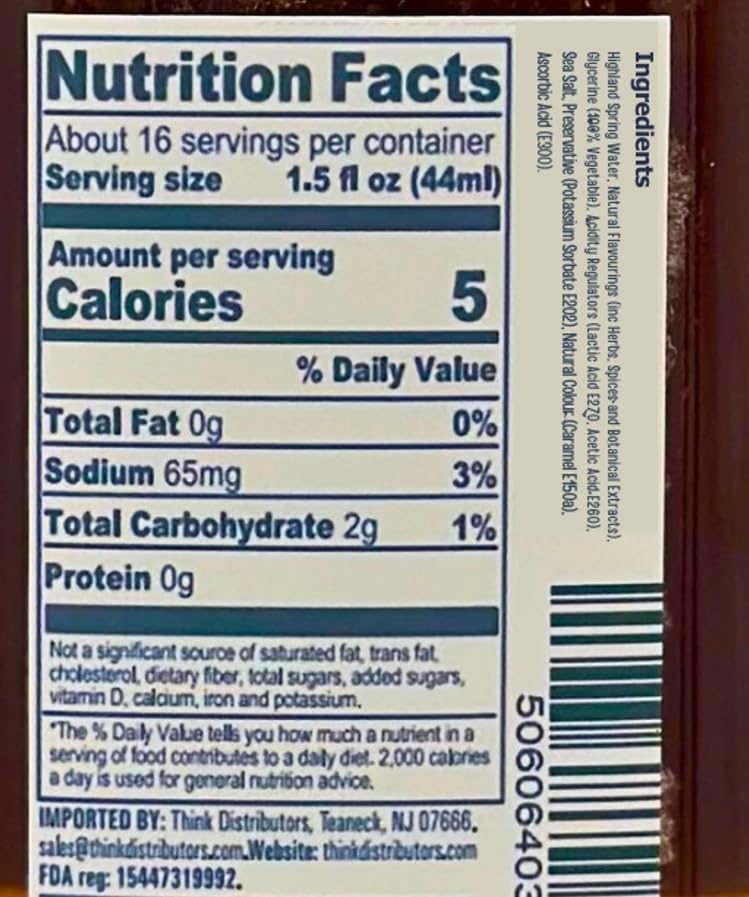 Nutrition Facts
About 16 servings per container
Serving size 1.5 fl oz (44ml)
Amount per serving
Calories 5
% Daily Value
Total Fat 0g 0%
Sodium 65mg 3%
Total Carbohydrate 2g 1%
Protein 0g
Not a significant source of saturated fat, trans fat,
cholesterol, dietary fiber, total sugars, added sugars,
vitamin D, calcium, iron and potassium.
*The % Daily Value tells you how much a nutrient in a
serving of food contributes to a daily diet. 2,000 calories
a day is used for general nutrition advice.
IMPORTED BY: Think Distributors, Teaneck, NJ 07666.
sales@thinkdistributors.com.Website: thinkdistributors.com
FDA reg: 15447319992.
Ingredients
Highland Spring Water, Natural Flavourings (inc Herbs, Spices and Botanical Extracts),
Glycerine (100% Vegetable), Acidity Regulators (Lactic Acid E270, Acetic Acid E260),
Sea Salt, Preservative (Potassium Sorbate E202), Natural Colour (Caramel E150a),
Ascorbic Acid (E300).
50606403